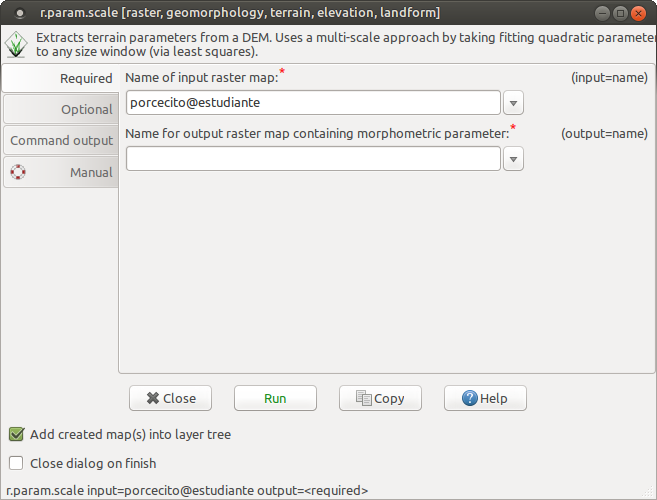 r.param.scale [raster, geomorphology, terrain, elevation, landform]
Extracts terrain parameters from a DEM. Uses a multi-scale approach by taking fitting quadratic parameter
to any size window (via least squares).
Required
Name of input raster map:* (input=name)
porcecito@estudiante
Optional
Name for output raster map containing morphometric parameter:* (output=name)
Command output
Manual
Close Run Copy Help
Add created map(s) into layer tree
Close dialog on finish
r.param.scale input=porcecito@estudiante output=<required>